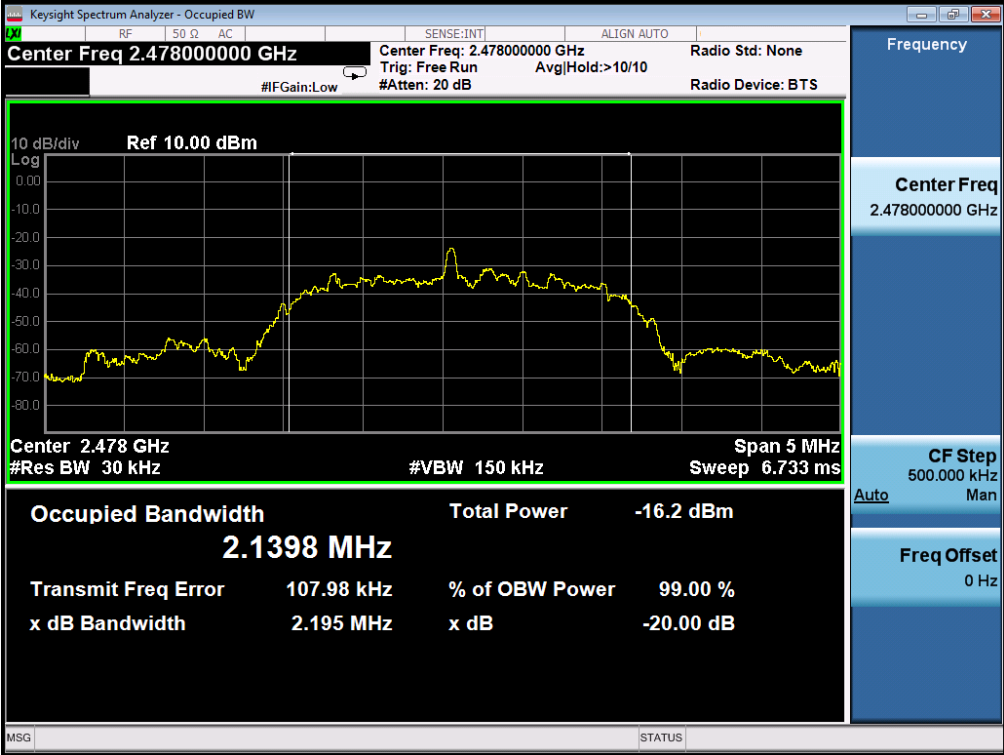 Keysight Spectrum Analyzer - Occupied BW
LXI
RF 50 Ω AC SENSE:INT ALIGN AUTO
Center Freq 2.478000000 GHz
Center Freq: 2.478000000 GHz Radio Std: None
Trig: Free Run Avg|Hold:>10/10
#IFGain:Low #Atten: 20 dB Radio Device: BTS
10 dB/div Ref 10.00 dBm
Log
0.00
-10.0
-20.0
-30.0
-40.0
-50.0
-60.0
-70.0
-80.0
Center 2.478 GHz Span 5 MHz
#Res BW 30 kHz #VBW 150 kHz Sweep 6.733 ms
Occupied Bandwidth Total Power -16.2 dBm
2.1398 MHz
Transmit Freq Error 107.98 kHz % of OBW Power 99.00 %
x dB Bandwidth 2.195 MHz x dB -20.00 dB
Frequency
Center Freq
2.478000000 GHz
CF Step
500.000 kHz
Auto Man
Freq Offset
0 Hz
MSG STATUS